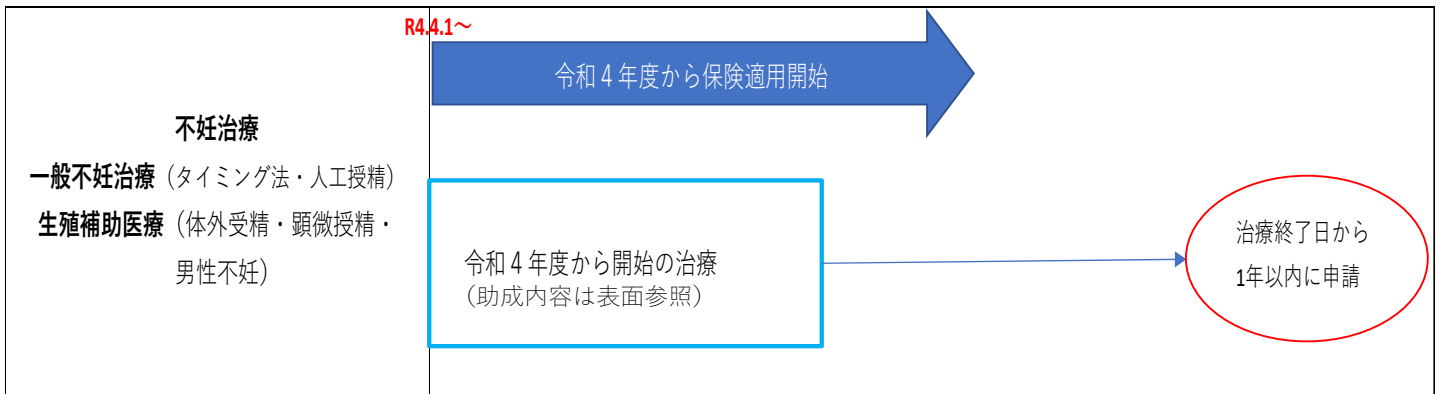 R4.4.1～
令和４年度から保険適用開始
不妊治療
一般不妊治療（タイミング法・人工授精）
生殖補助医療（体外受精・顕微授精・
男性不妊）
令和４年度から開始の治療
（助成内容は表面参照）
治療終了日から
1年以内に申請